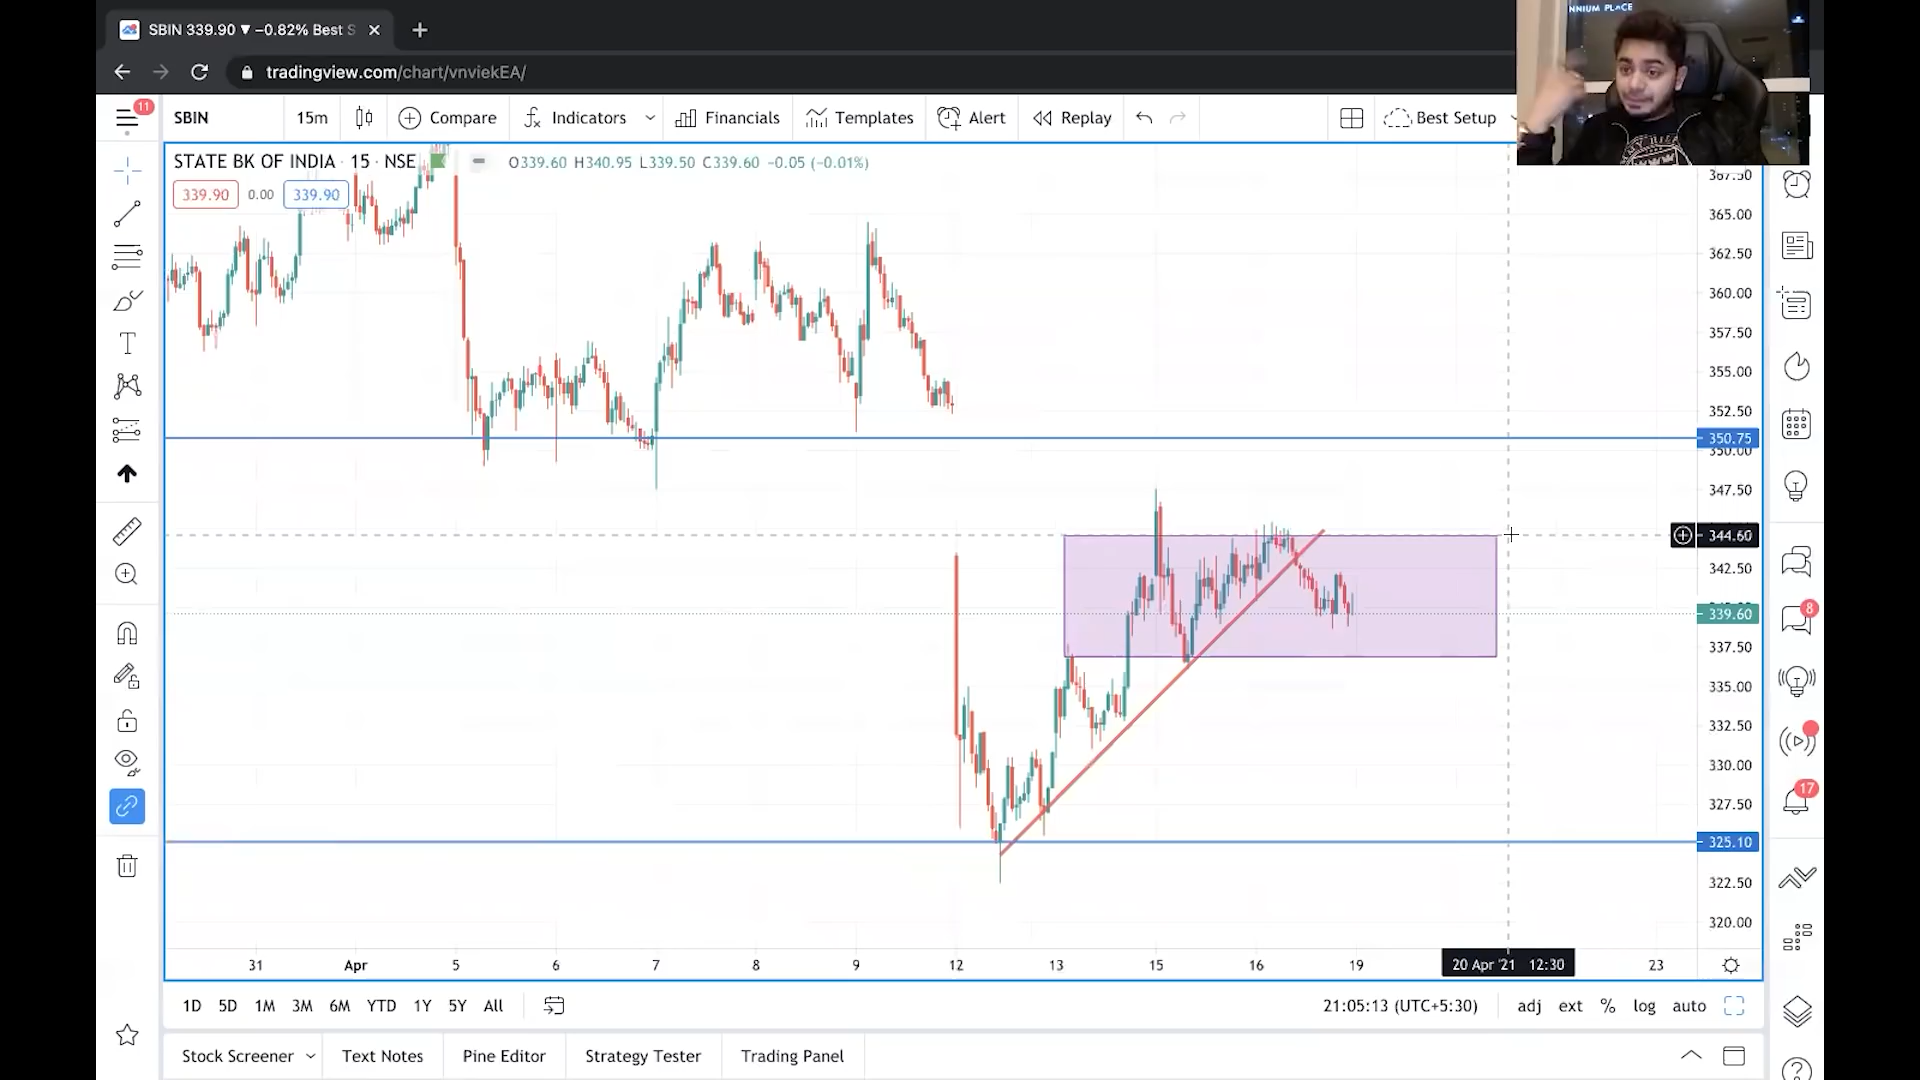 SBIN 339.90 ▼ −0.82% Best S
tradingview.com/chart/vnviekEA/
NNIUM PLACE
11
SBIN 15m Compare Indicators Financials Templates Alert Replay Best Setup
STATE BK OF INDIA · 15 · NSE O339.60 H340.95 L339.50 C339.60 −0.05 (−0.01%)
339.90 0.00 339.90
367.50
365.00
362.50
360.00
357.50
355.00
352.50
350.75
350.00
347.50
344.60
342.50
339.60
337.50
335.00
332.50
330.00
327.50
325.10
322.50
320.00
8
17
31 Apr 5 6 7 8 9 12 13 15 16 19 20 Apr '21 12:30 23
1D 5D 1M 3M 6M YTD 1Y 5Y All 21:05:13 (UTC+5:30) adj ext % log auto
Stock Screener Text Notes Pine Editor Strategy Tester Trading Panel